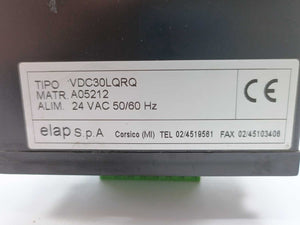 TIPO VDC30LQRQ
MATR. A05212
ALIM. 24 VAC 50/60 Hz
CE
elap s.p.A Corsico (MI) TEL 02/4519561 FAX 02/45103406